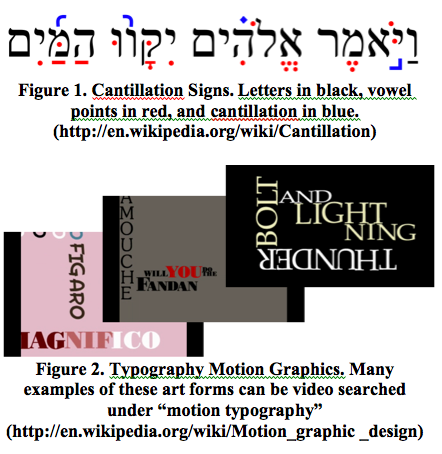 וַיֹּ֣אמֶר אֱלֹהִ֗ים יִקָּו֨וּ הַמַּ֜יִם
Figure 1. Cantillation Signs. Letters in black, vowel
points in red, and cantillation in blue.
(http://en.wikipedia.org/wiki/Cantillation)
FIGARO
MAGNIFICO
AMOUCHE
WILL YOU DO THE
FANDAN
BOLT
AND
LIGHT
NING
THUNDER
Figure 2. Typography Motion Graphics. Many
examples of these art forms can be video searched
under “motion typography”
(http://en.wikipedia.org/wiki/Motion_graphic _design)